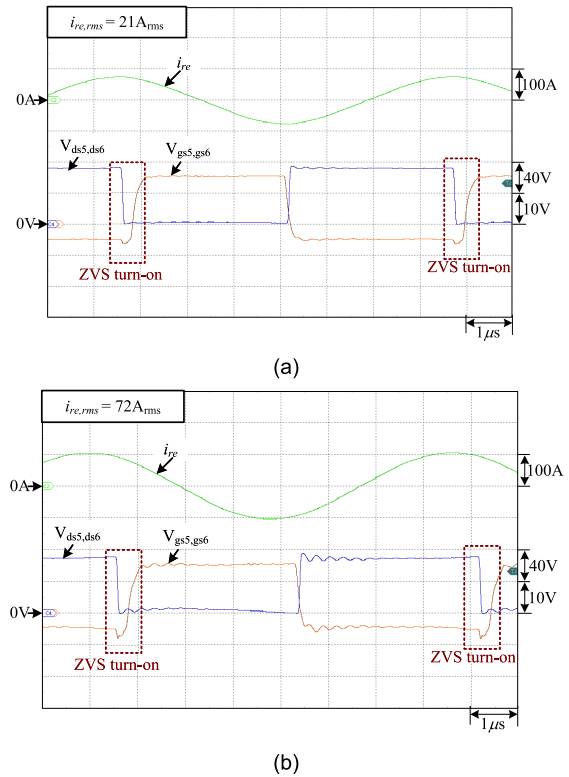 i_re,rms = 21A_rms
i_re
100A
0A
V_ds5,ds6
V_gs5,gs6
40V
10V
0V
C4
ZVS turn-on
ZVS turn-on
1μs
(a)
i_re,rms = 72A_rms
i_re
100A
0A
V_ds5,ds6
V_gs5,gs6
40V
10V
0V
C4
ZVS turn-on
ZVS turn-on
1μs
(b)